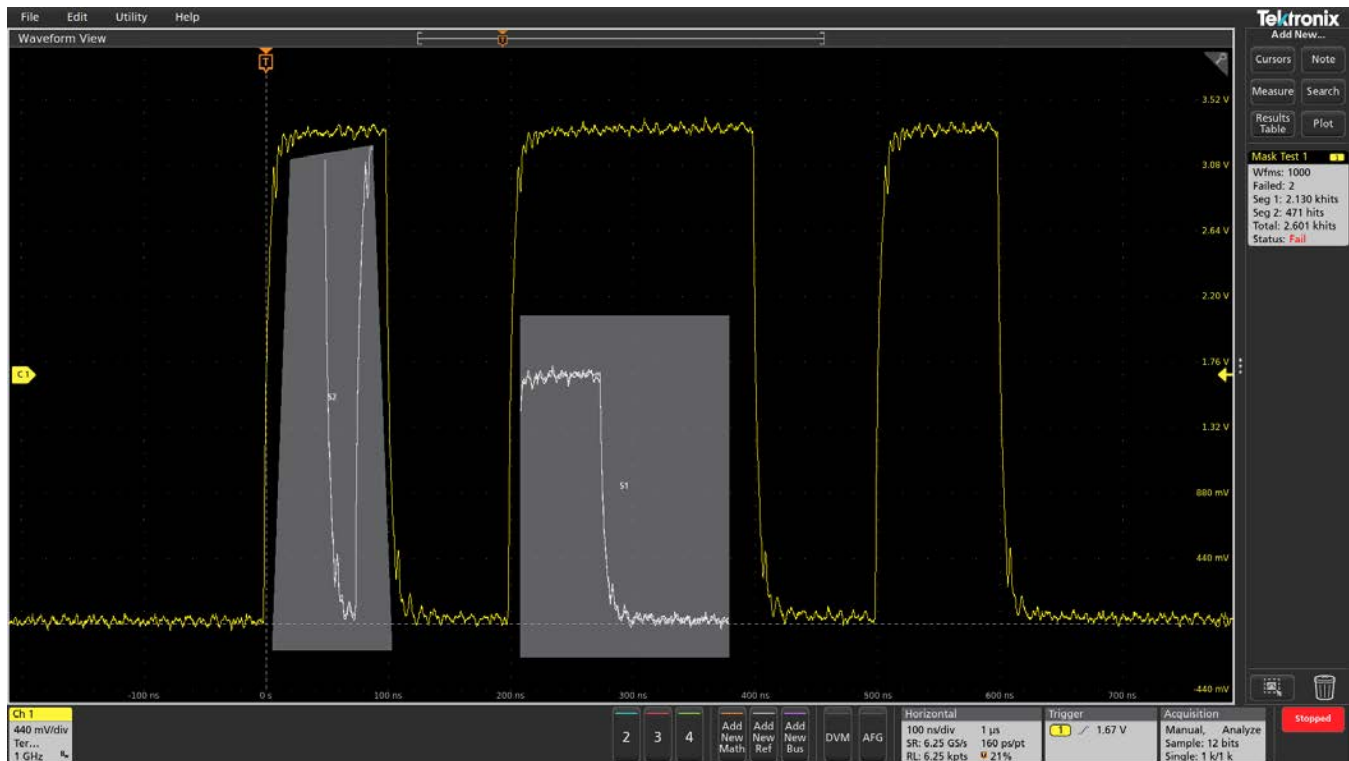 File Edit Utility Help
Tektronix
Waveform View
Add New...
T
T
Cursors Note
Measure Search
Results Table Plot
Mask Test 1 1
Wfms: 1000
Failed: 2
Seg 1: 2.130 khits
Seg 2: 471 hits
Total: 2.601 khits
Status: Fail
3.52 V
3.08 V
2.64 V
2.20 V
C1
1.76 V
S2
1.32 V
S1
880 mV
440 mV
-440 mV
-100 ns 0 s 100 ns 200 ns 300 ns 400 ns 500 ns 600 ns 700 ns
Ch 1
440 mV/div
Ter...
1 GHz
2 3 4
Add New Math
Add New Ref
Add New Bus
DVM AFG
Horizontal
100 ns/div 1 µs
SR: 6.25 GS/s 160 ps/pt
RL: 6.25 kpts 21%
Trigger
1 1.67 V
Acquisition
Manual, Analyze
Sample: 12 bits
Single: 1 k/1 k
Stopped